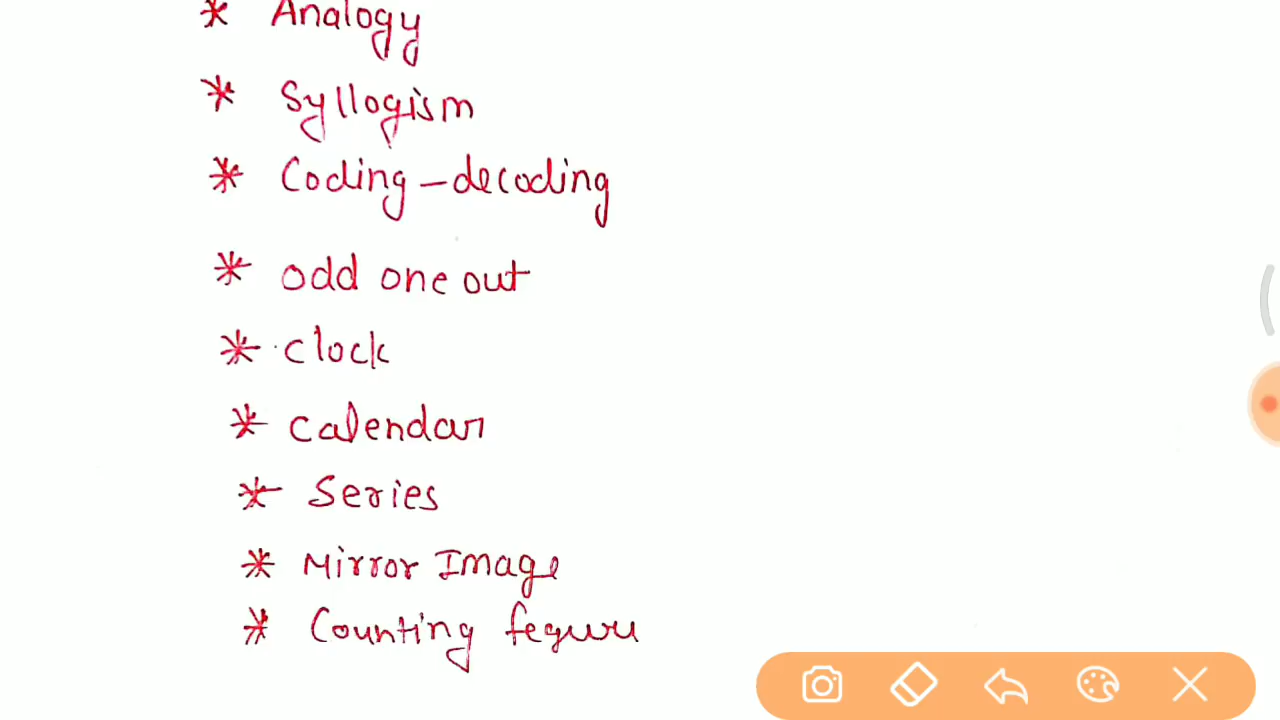 * Analogy
* Syllogism
* Coding-decoding
* odd one out
* clock
* Calendar
* Series
* Mirror Image
* Counting fegure